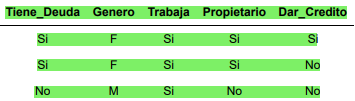 Tiene_Deuda Genero Trabaja Propietario Dar_Credito
Si F Si Si Si
Si F Si Si No
No M Si No No